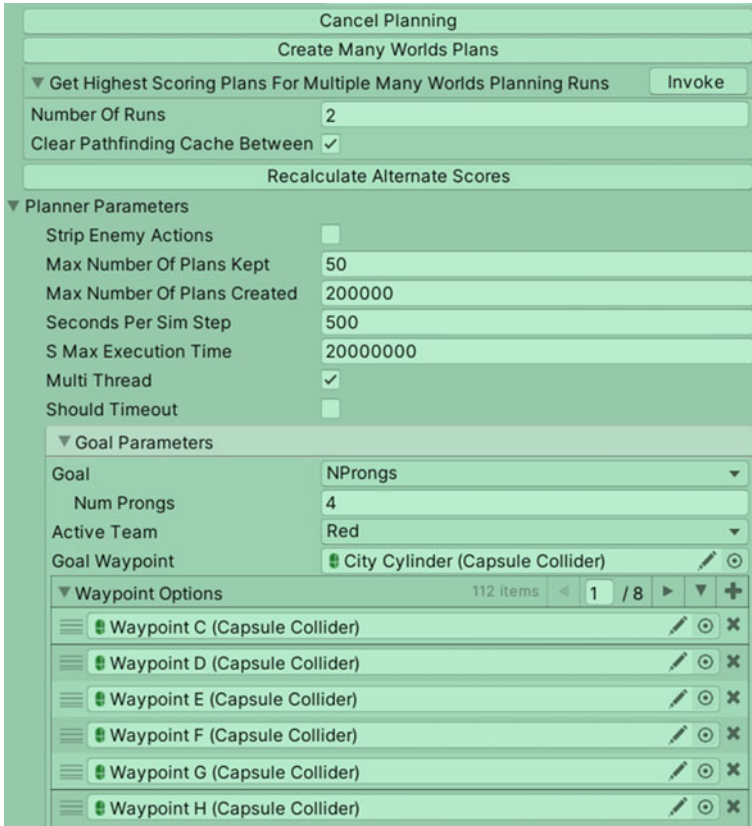 Cancel Planning
Create Many Worlds Plans
Get Highest Scoring Plans For Multiple Many Worlds Planning Runs Invoke
Number Of Runs 2
Clear Pathfinding Cache Between
Recalculate Alternate Scores
Planner Parameters
Strip Enemy Actions
Max Number Of Plans Kept 50
Max Number Of Plans Created 200000
Seconds Per Sim Step 500
S Max Execution Time 20000000
Multi Thread
Should Timeout
Goal Parameters
Goal NProngs
Num Prongs 4
Active Team Red
Goal Waypoint City Cylinder (Capsule Collider)
Waypoint Options 112 items 1 / 8
Waypoint C (Capsule Collider)
Waypoint D (Capsule Collider)
Waypoint E (Capsule Collider)
Waypoint F (Capsule Collider)
Waypoint G (Capsule Collider)
Waypoint H (Capsule Collider)